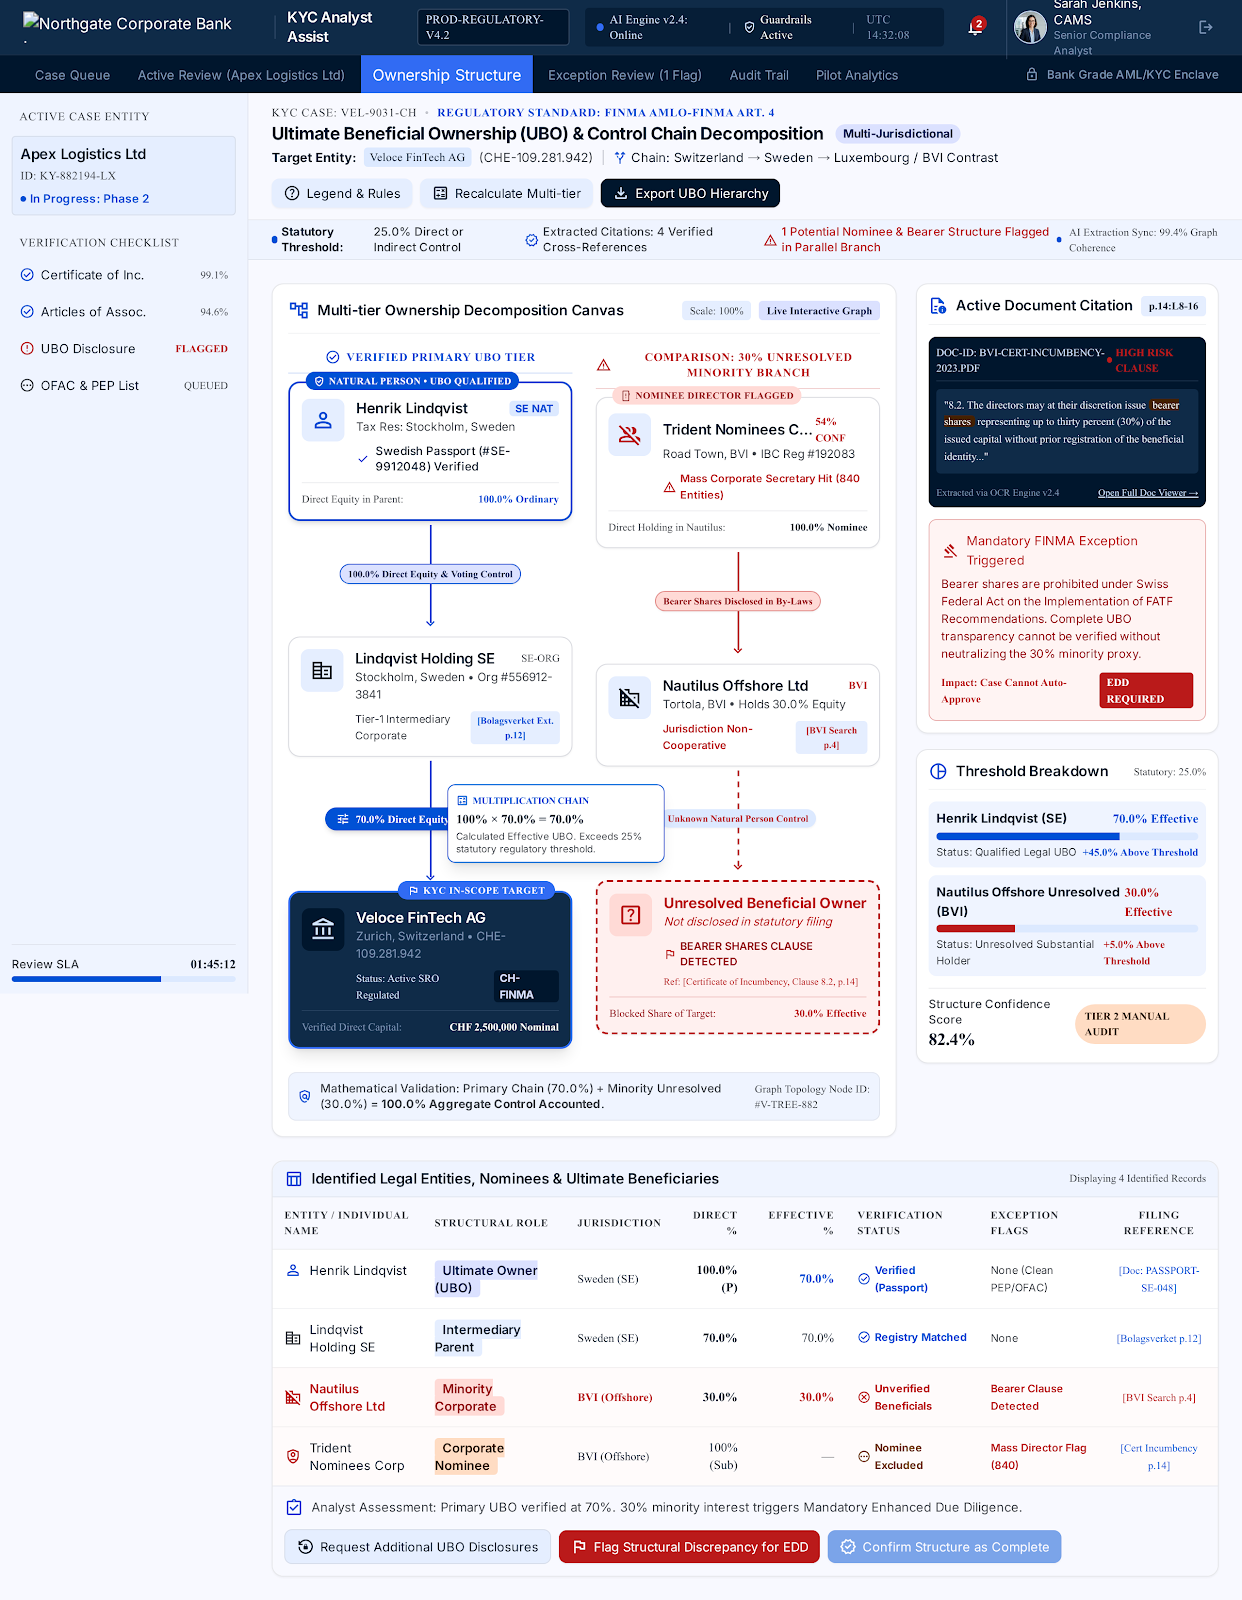 Northgate Corporate Bank
KYC Analyst
Assist
PROD-REGULATORY-
V4.2
AI Engine v2.4:
Online
Guardrails
Active
UTC
14:32:08
2
Sarah Jenkins,
CAMS
Senior Compliance
Analyst
Case Queue
Active Review (Apex Logistics Ltd)
Ownership Structure
Exception Review (1 Flag)
Audit Trail
Pilot Analytics
Bank Grade AML/KYC Enclave
ACTIVE CASE ENTITY
Apex Logistics Ltd
ID: KY-882194-LX
• In Progress: Phase 2
VERIFICATION CHECKLIST
Certificate of Inc. 99.1%
Articles of Assoc. 94.6%
UBO Disclosure FLAGGED
OFAC & PEP List QUEUED
Review SLA 01:45:12
KYC CASE: VEL-9031-CH • REGULATORY STANDARD: FINMA AMLO-FINMA ART. 4
Ultimate Beneficial Ownership (UBO) & Control Chain Decomposition Multi-Jurisdictional
Target Entity: Veloce FinTech AG (CHE-109.281.942) Chain: Switzerland → Sweden → Luxembourg / BVI Contrast
Legend & Rules
Recalculate Multi-tier
Export UBO Hierarchy
Statutory
Threshold:
25.0% Direct or
Indirect Control
Extracted Citations: 4 Verified
Cross-References
1 Potential Nominee & Bearer Structure Flagged
in Parallel Branch
AI Extraction Sync: 99.4% Graph
Coherence
Multi-tier Ownership Decomposition Canvas
Scale: 100%
Live Interactive Graph
VERIFIED PRIMARY UBO TIER
NATURAL PERSON • UBO QUALIFIED
Henrik Lindqvist SE NAT
Tax Res: Stockholm, Sweden
Swedish Passport (#SE-
9912048) Verified
Direct Equity in Parent: 100.0% Ordinary
100.0% Direct Equity & Voting Control
Lindqvist Holding SE SE-ORG
Stockholm, Sweden • Org #556912-
3841
Tier-1 Intermediary
Corporate
[Bolagsverket Ext.
p.12]
70.0% Direct Equity
MULTIPLICATION CHAIN
100% × 70.0% = 70.0%
Calculated Effective UBO. Exceeds 25%
statutory regulatory threshold.
KYC IN-SCOPE TARGET
Veloce FinTech AG
Zurich, Switzerland • CHE-
109.281.942
Status: Active SRO
Regulated
CH-
FINMA
Verified Direct Capital: CHF 2,500,000 Nominal
COMPARISON: 30% UNRESOLVED
MINORITY BRANCH
NOMINEE DIRECTOR FLAGGED
Trident Nominees C...
54%
CONF
Road Town, BVI • IBC Reg #192083
Mass Corporate Secretary Hit (840
Entities)
Direct Holding in Nautilus: 100.0% Nominee
Bearer Shares Disclosed in By-Laws
Nautilus Offshore Ltd BVI
Tortola, BVI • Holds 30.0% Equity
Jurisdiction Non-
Cooperative
[BVI Search
p.4]
Unknown Natural Person Control
Unresolved Beneficial Owner
Not disclosed in statutory filing
BEARER SHARES CLAUSE
DETECTED
Ref: [Certificate of Incumbency, Clause 8.2, p.14]
Blocked Share of Target: 30.0% Effective
Mathematical Validation: Primary Chain (70.0%) + Minority Unresolved
(30.0%) = 100.0% Aggregate Control Accounted.
Graph Topology Node ID:
#V-TREE-882
Active Document Citation p.14:L8-16
DOC-ID: BVI-CERT-INCUMBENCY-
2023.PDF
• HIGH RISK
CLAUSE
"8.2. The directors may at their discretion issue bearer
shares representing up to thirty percent (30%) of the
issued capital without prior registration of the beneficial
identity..."
Extracted via OCR Engine v2.4 Open Full Doc Viewer →
Mandatory FINMA Exception
Triggered
Bearer shares are prohibited under Swiss
Federal Act on the Implementation of FATF
Recommendations. Complete UBO
transparency cannot be verified without
neutralizing the 30% minority proxy.
Impact: Case Cannot Auto-
Approve
EDD
REQUIRED
Threshold Breakdown Statutory: 25.0%
Henrik Lindqvist (SE) 70.0% Effective
Status: Qualified Legal UBO +45.0% Above Threshold
Nautilus Offshore Unresolved
(BVI)
30.0%
Effective
Status: Unresolved Substantial
Holder
+5.0% Above
Threshold
Structure Confidence
Score
82.4%
TIER 2 MANUAL
AUDIT
Identified Legal Entities, Nominees & Ultimate Beneficiaries Displaying 4 Identified Records
ENTITY / INDIVIDUAL
NAME
STRUCTURAL ROLE
JURISDICTION
DIRECT
%
EFFECTIVE
%
VERIFICATION
STATUS
EXCEPTION
FLAGS
FILING
REFERENCE
Henrik Lindqvist
Ultimate Owner
(UBO)
Sweden (SE)
100.0%
(P)
70.0%
Verified
(Passport)
None (Clean
PEP/OFAC)
[Doc: PASSPORT-
SE-048]
Lindqvist
Holding SE
Intermediary
Parent
Sweden (SE)
70.0%
70.0%
Registry Matched
None
[Bolagsverket p.12]
Nautilus
Offshore Ltd
Minority
Corporate
BVI (Offshore)
30.0%
30.0%
Unverified
Beneficials
Bearer Clause
Detected
[BVI Search p.4]
Trident
Nominees Corp
Corporate
Nominee
BVI (Offshore)
100%
(Sub)
—
Nominee
Excluded
Mass Director Flag
(840)
[Cert Incumbency
p.14]
Analyst Assessment: Primary UBO verified at 70%. 30% minority interest triggers Mandatory Enhanced Due Diligence.
Request Additional UBO Disclosures
Flag Structural Discrepancy for EDD
Confirm Structure as Complete